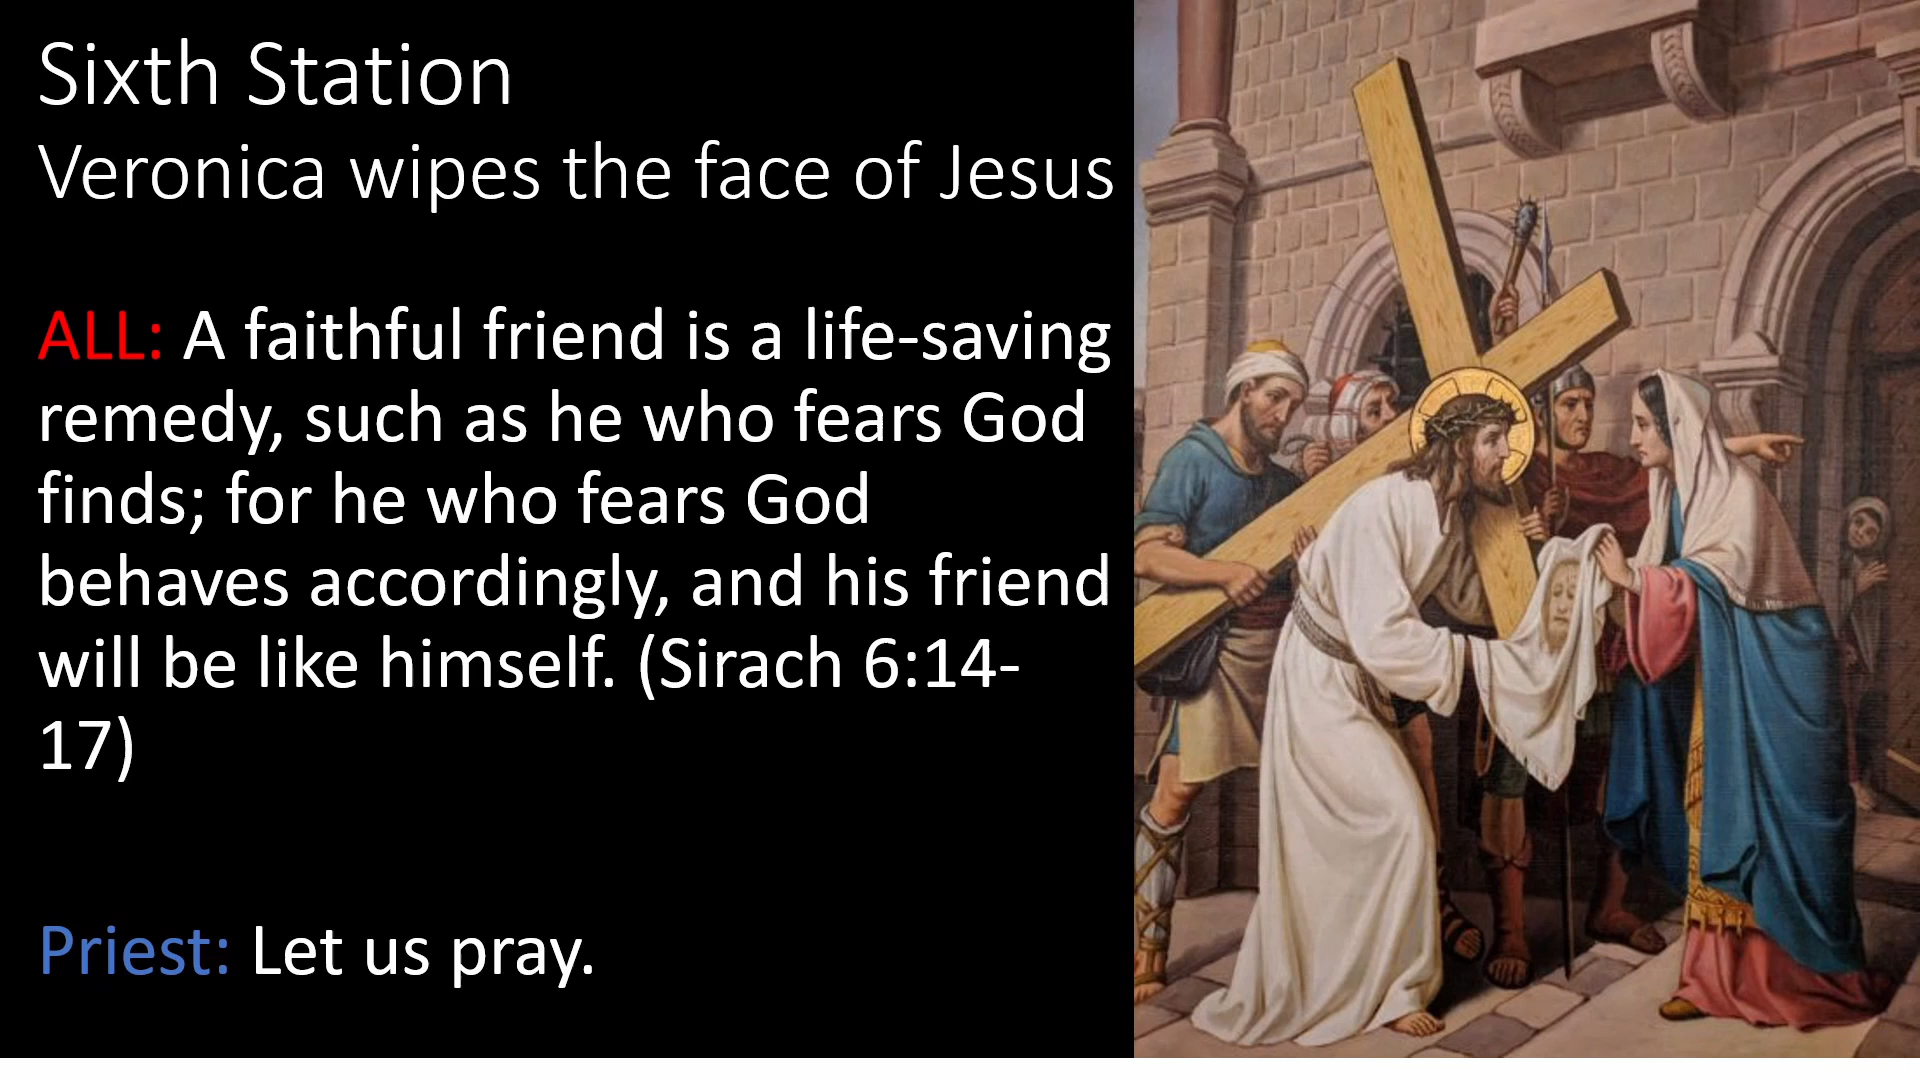 Sixth Station
Veronica wipes the face of Jesus
ALL: A faithful friend is a life-saving
remedy, such as he who fears God
finds; for he who fears God
behaves accordingly, and his friend
will be like himself. (Sirach 6:14-
17)
Priest: Let us pray.